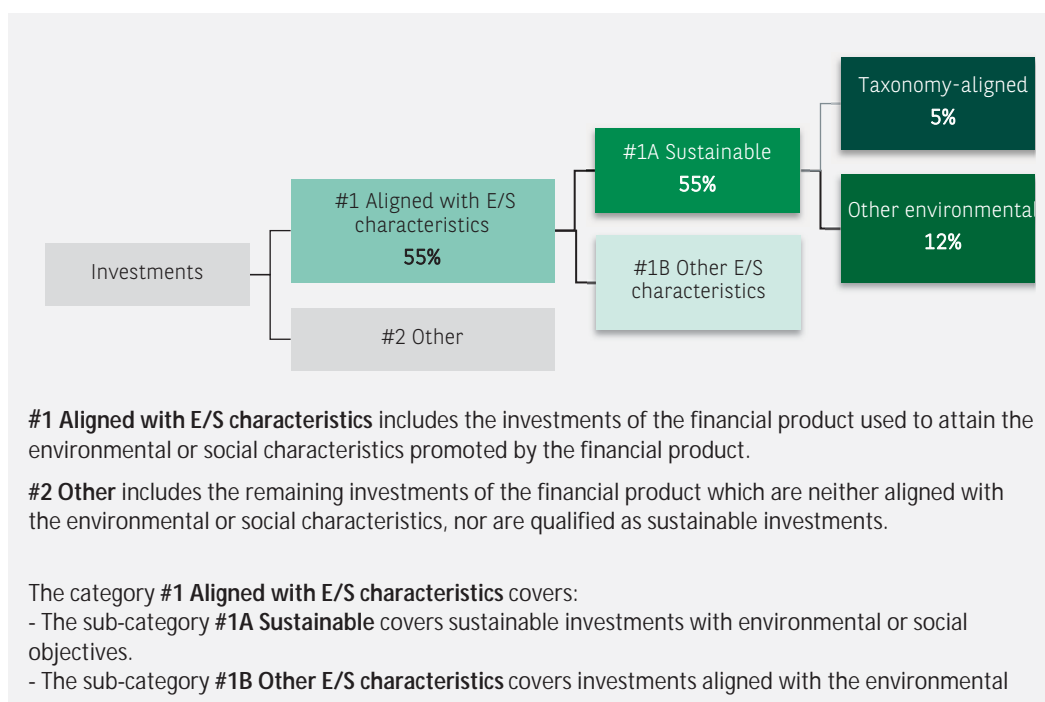 Taxonomy-aligned
5%
#1A Sustainable
55%
#1 Aligned with E/S
characteristics
55%
Other environmental
12%
Investments
#1B Other E/S
characteristics
#2 Other
#1 Aligned with E/S characteristics includes the investments of the financial product used to attain the
environmental or social characteristics promoted by the financial product.
#2 Other includes the remaining investments of the financial product which are neither aligned with
the environmental or social characteristics, nor are qualified as sustainable investments.
The category #1 Aligned with E/S characteristics covers:
- The sub-category #1A Sustainable covers sustainable investments with environmental or social
objectives.
- The sub-category #1B Other E/S characteristics covers investments aligned with the environmental